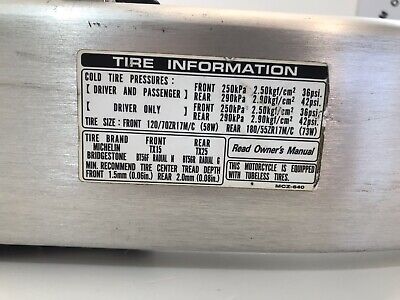 TIRE INFORMATION
COLD TIRE PRESSURES :
[ DRIVER AND PASSENGER ] FRONT 250kPa 2.50kgf/cm² 36psi.
REAR 290kPa 2.90kgf/cm² 42psi.
[ DRIVER ONLY ] FRONT 250kPa 2.50kgf/cm² 36psi.
REAR 290kPa 2.90kgf/cm² 42psi.
TIRE SIZE : FRONT 120/70ZR17M/C (58W) REAR 180/55ZR17M/C (73W)
TIRE BRAND FRONT REAR
MICHELIN TX15 TX25
BRIDGESTONE BT56F RADIAL N BT56R RADIAL G
MIN. RECOMMEND TIRE CENTER TREAD DEPTH
FRONT 1.5mm (0.06in.) REAR 2.0mm (0.08in.)
Read Owner's Manual
THIS MOTORCYCLE IS EQUIPPED
WITH TUBELESS TIRES.
MCZ-640